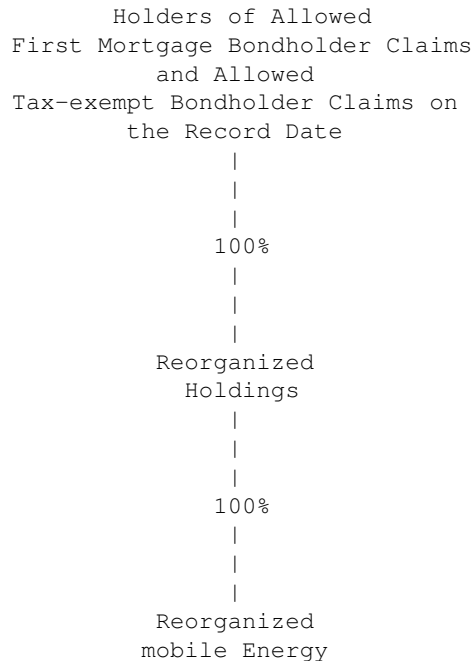 Holders of Allowed
First Mortgage Bondholder Claims
and Allowed
Tax-exempt Bondholder Claims on
the Record Date
|
|
|
100%
|
|
|
Reorganized
Holdings
|
|
|
100%
|
|
|
Reorganized
mobile Energy